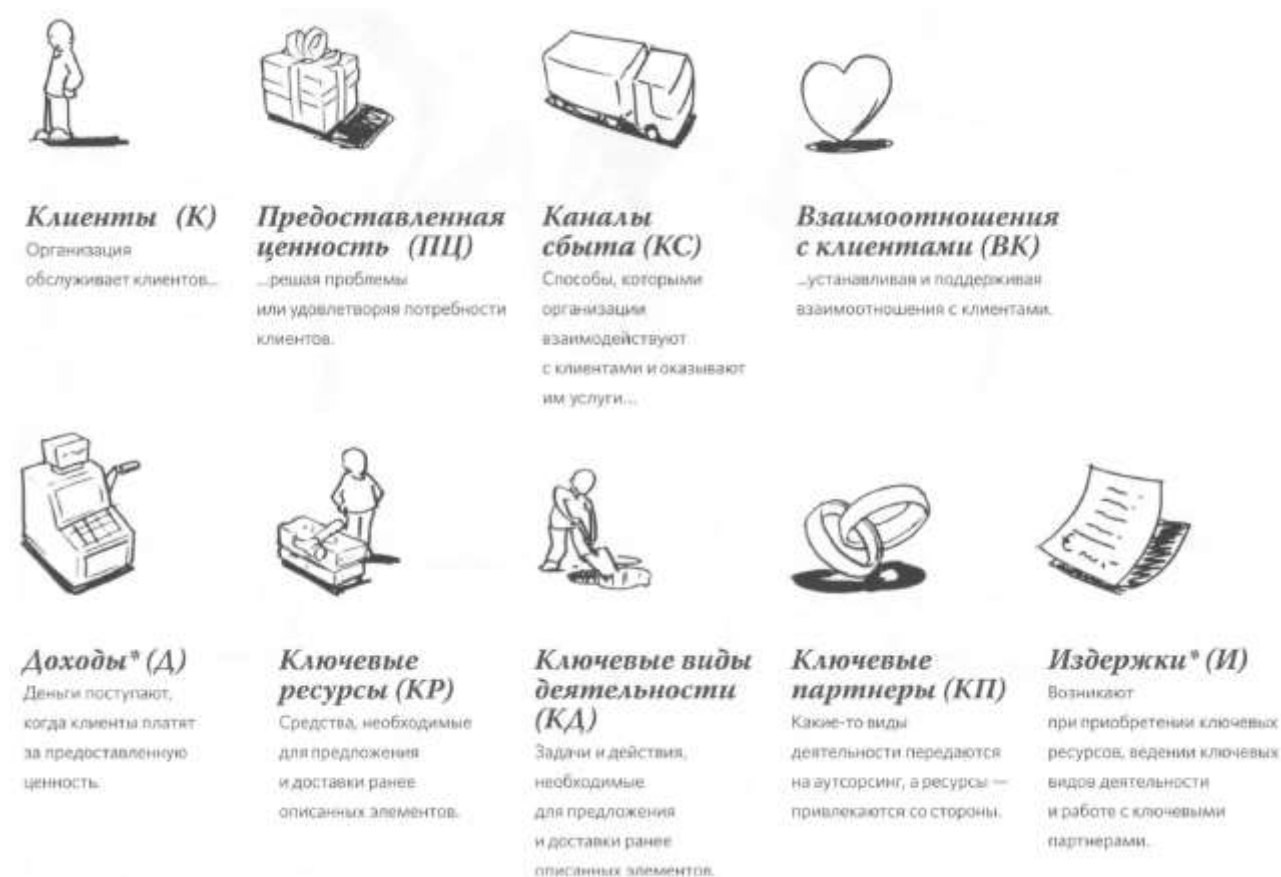 Клиенты (К)
Организация
обслуживает клиентов...
Предоставленная
ценность (ПЦ)
...решая проблемы
или удовлетворяя потребности
клиентов.
Каналы
сбыта (КС)
Способы, которыми
организации
взаимодействуют
с клиентами и оказывают
им услуги...
Взаимоотношения
с клиентами (ВК)
...устанавливая и поддерживая
взаимоотношения с клиентами.
Доходы* (Д)
Деньги поступают,
когда клиенты платят
за предоставленную
ценность.
Ключевые
ресурсы (КР)
Средства, необходимые
для предложения
и доставки ранее
описанных элементов.
Ключевые виды
деятельности
(КД)
Задачи и действия,
необходимые
для предложения
и доставки ранее
описанных элементов.
Ключевые
партнеры (КП)
Какие-то виды
деятельности передаются
на аутсорсинг, а ресурсы —
привлекаются со стороны.
Издержки* (И)
Возникают
при приобретении ключевых
ресурсов, ведении ключевых
видов деятельности
и работе с ключевыми
партнерами.